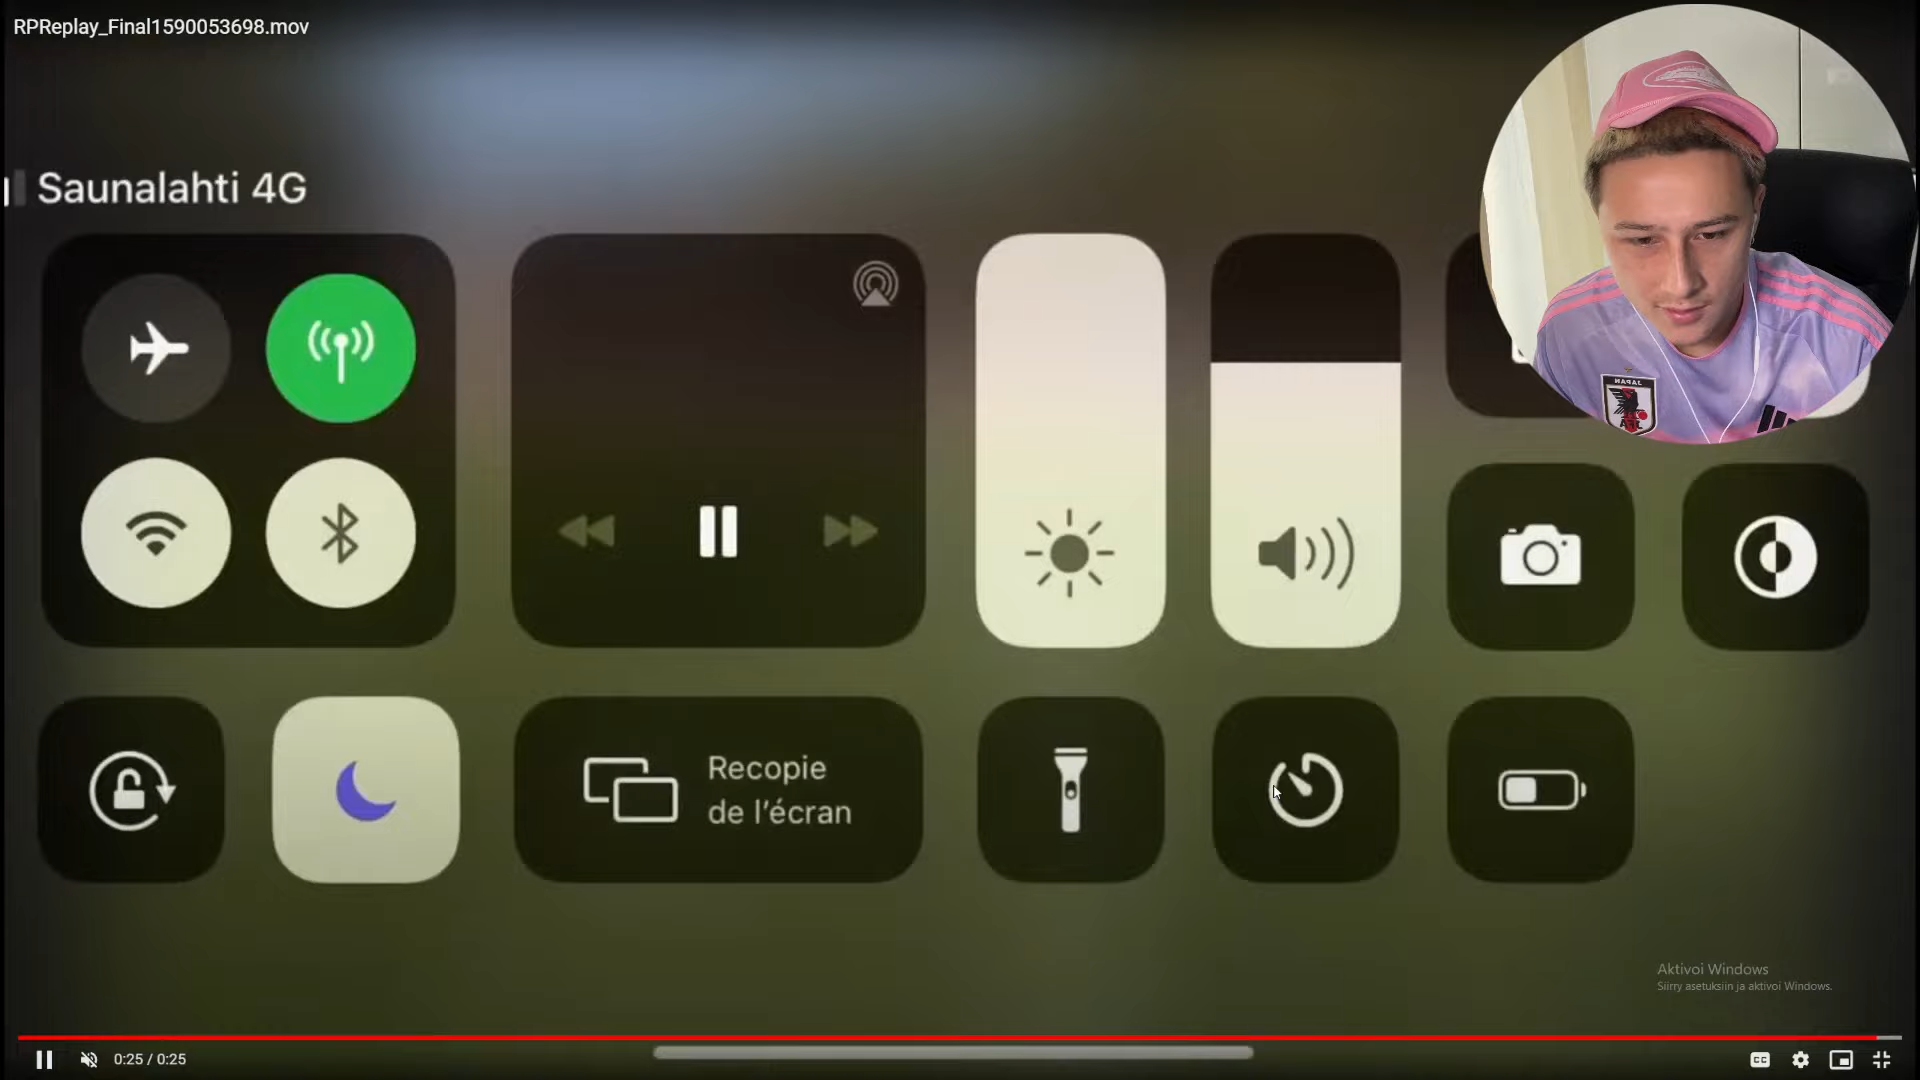 RPReplay_Final1590053698.mov
Saunalahti 4G
JAPAN
Recopie
de l'écran
Aktivoi Windows
Siirry asetuksiin ja aktivoi Windows.
0:25 / 0:25
CC